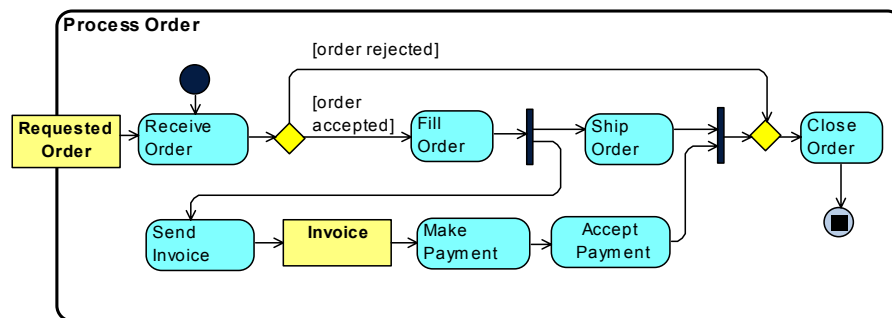 Process Order
[order rejected]
[order
accepted]
Requested
Order
Receive
Order
Fill
Order
Ship
Order
Close
Order
Send
Invoice
Invoice
Make
Payment
Accept
Payment